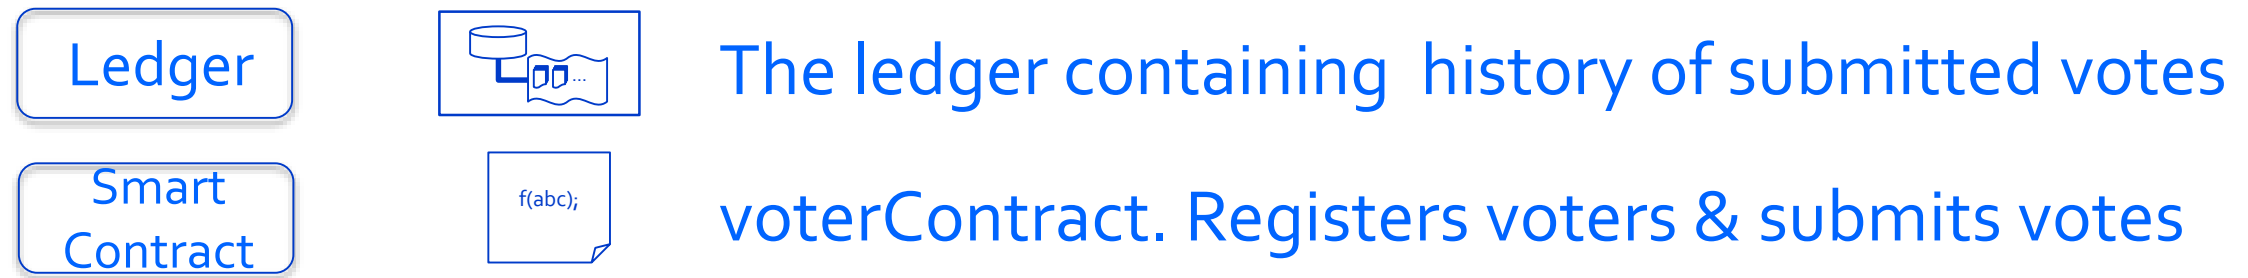 Ledger
...
The ledger containing history of submitted votes
Smart
Contract
f(abc);
voterContract. Registers voters & submits votes